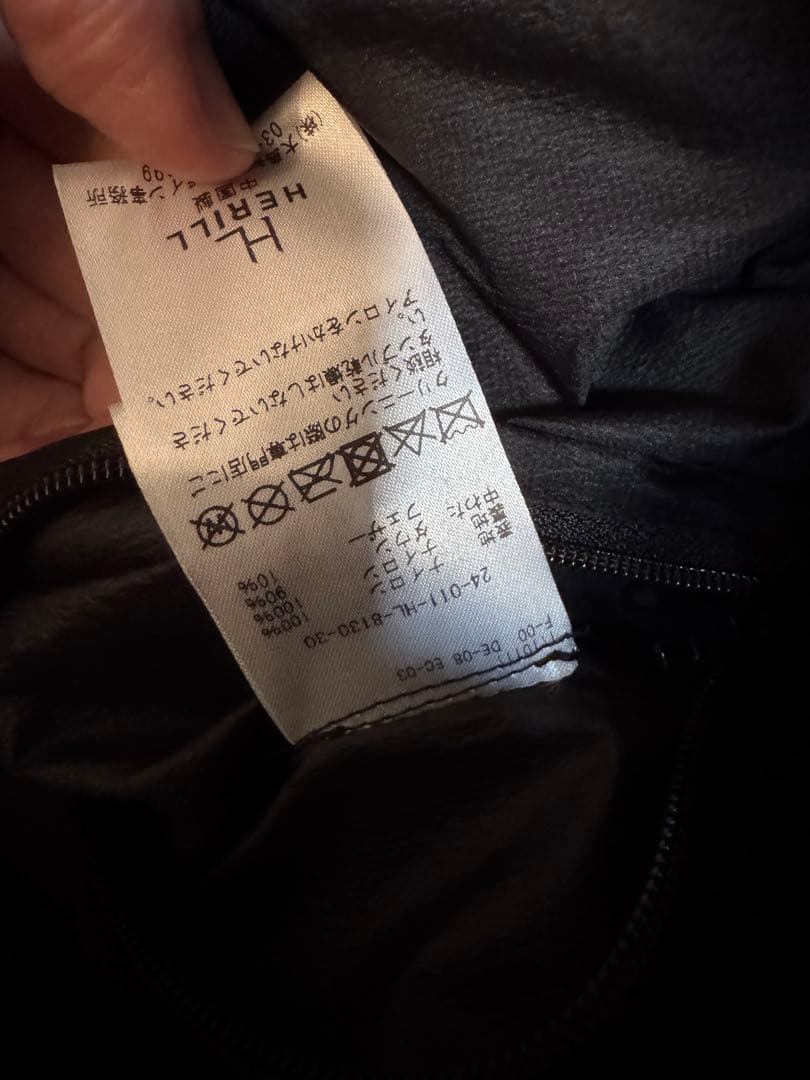 F-00
DE-08 EC-03
24-011-HL-8130-30
表地 ナイロン 100%
裏地 ナイロン 100%
中わた ダウン 90%
フェザー 10%
クリーニングの際は専門店にご
相談ください
タンブル乾燥はしないでくださ
い。
アイロンをかけないでください。
HL
HERILL
中国製
03-